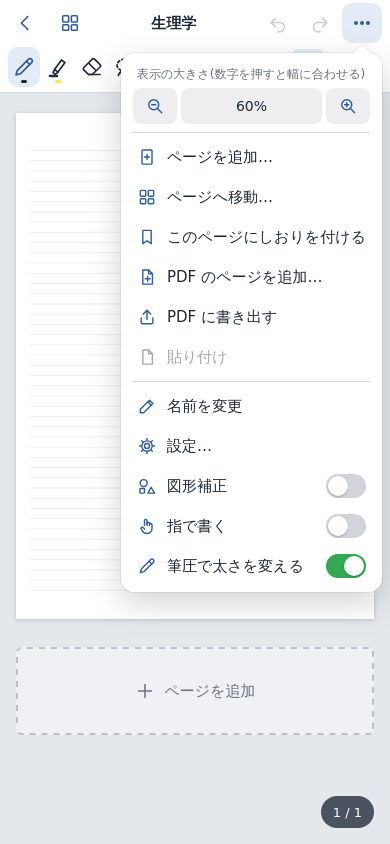 生理学
表示の大きさ(数字を押すと幅に合わせる)
60%
ページを追加…
ページへ移動…
このページにしおりを付ける
PDF のページを追加…
PDF に書き出す
貼り付け
名前を変更
設定…
図形補正
指で書く
筆圧で太さを変える
ページを追加
1 / 1